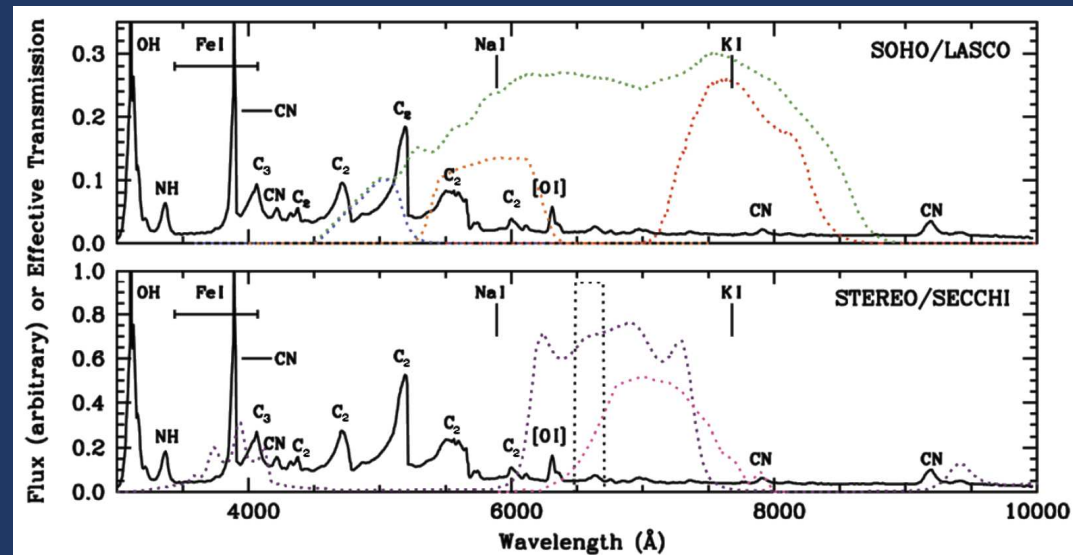 OH FeI NaI KI SOHO/LASCO
0.3
CN
0.2
C₂
C₃ C₂
NH CN C₂ C₂ [OI]
0.1
C₂ CN CN
0.0
1.0
OH FeI NaI KI STEREO/SECCHI
0.8
CN
0.6
C₂
0.4
C₃ C₂
NH CN C₂ C₂ [OI]
0.2
C₂ CN CN
0.0
4000 6000 8000 10000
Wavelength (Å)
Flux (arbitrary) or Effective Transmission